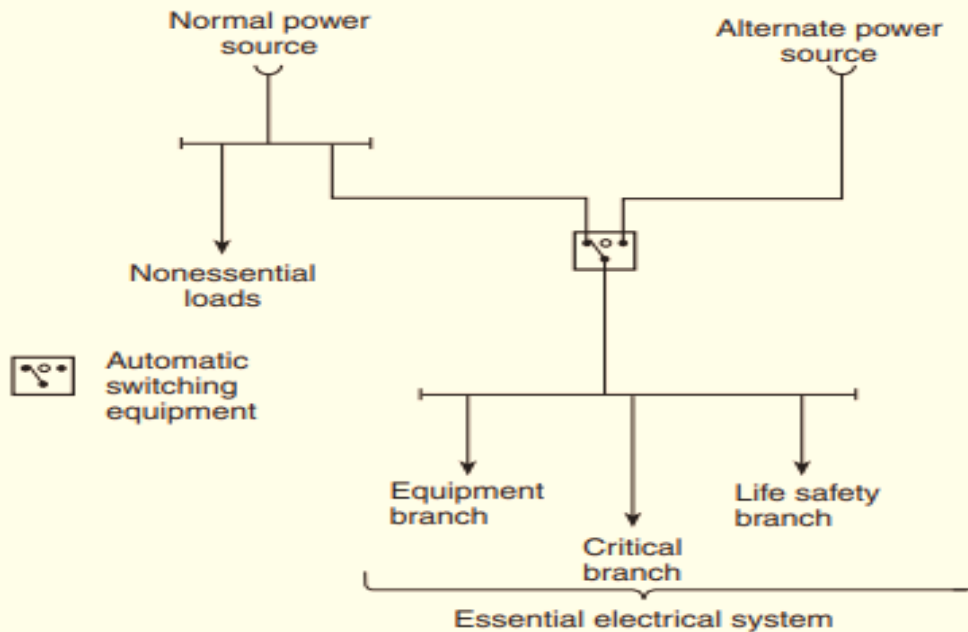 Normal power
source
Alternate power
source
Nonessential
loads
Automatic
switching
equipment
Equipment
branch
Critical
branch
Life safety
branch
Essential electrical system